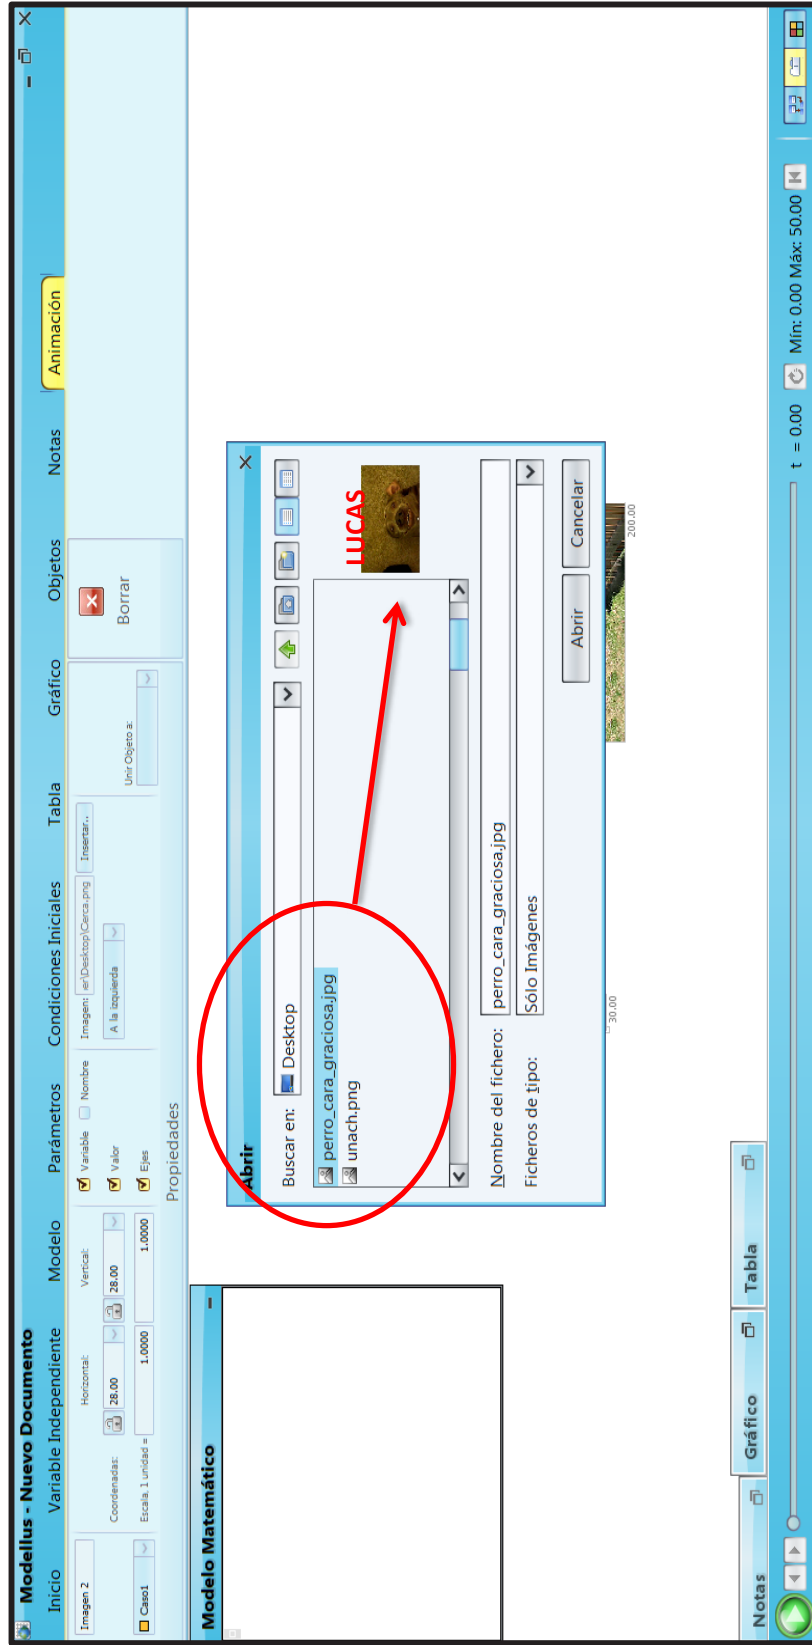 Modellus - Nuevo Documento
Inicio Variable Independiente Modelo Parámetros Condiciones Iniciales Tabla Gráfico Objetos Notas Animación
Imagen 2
Caso1
Horizontal: Vertical:
Coordenadas: 28.00 28.00
Escala, 1 unidad = 1.0000 1.0000
Variable Nombre
Valor
Ejes
Imagen: er\Desktop\Cerca.png Insertar..
A la izquierda
Unir Objeto a:
Propiedades
Borrar
Modelo Matemático
Abrir
Buscar en: Desktop
perro_cara_graciosa.jpg
unach.png
LUCAS
Nombre del fichero: perro_cara_graciosa.jpg
Ficheros de tipo: Sólo Imágenes
Abrir Cancelar
30.00
200.00
Notas Gráfico Tabla
t = 0.00 Mín: 0.00 Máx: 50.00